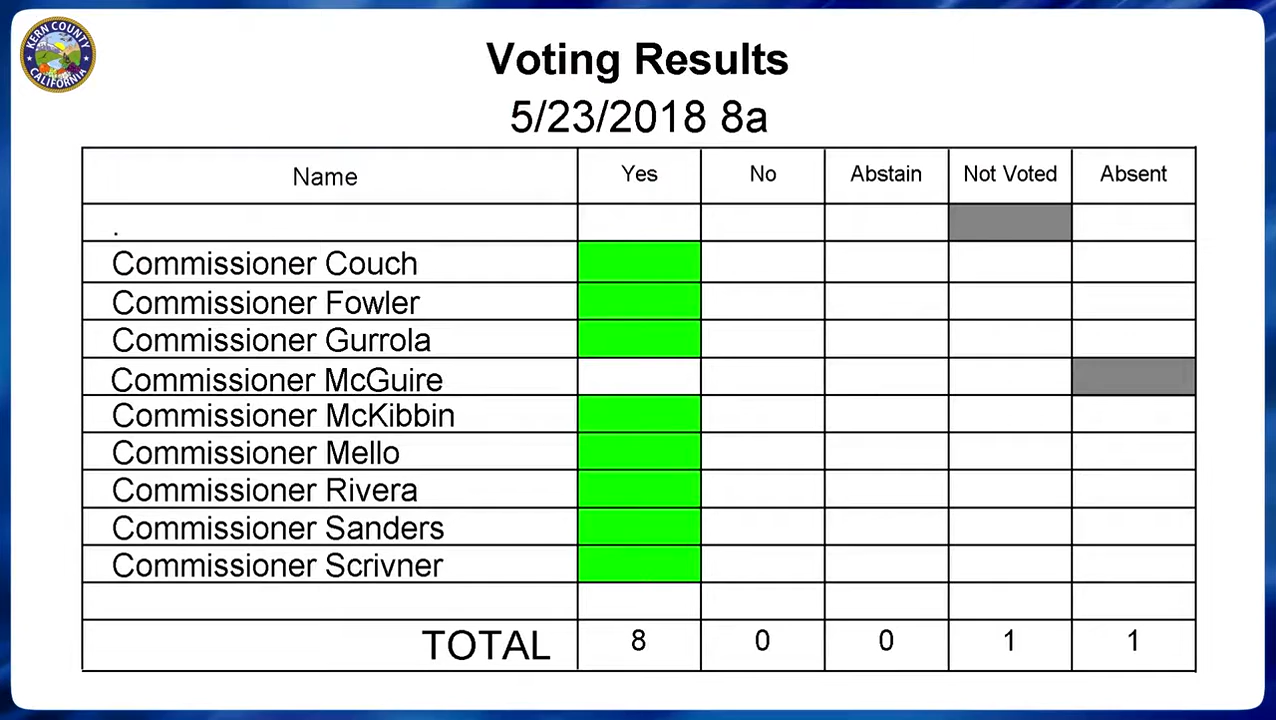 KERN COUNTY
CALIFORNIA
Voting Results
5/23/2018 8a
Name Yes No Abstain Not Voted Absent
.
Commissioner Couch
Commissioner Fowler
Commissioner Gurrola
Commissioner McGuire
Commissioner McKibbin
Commissioner Mello
Commissioner Rivera
Commissioner Sanders
Commissioner Scrivner
TOTAL 8 0 0 1 1